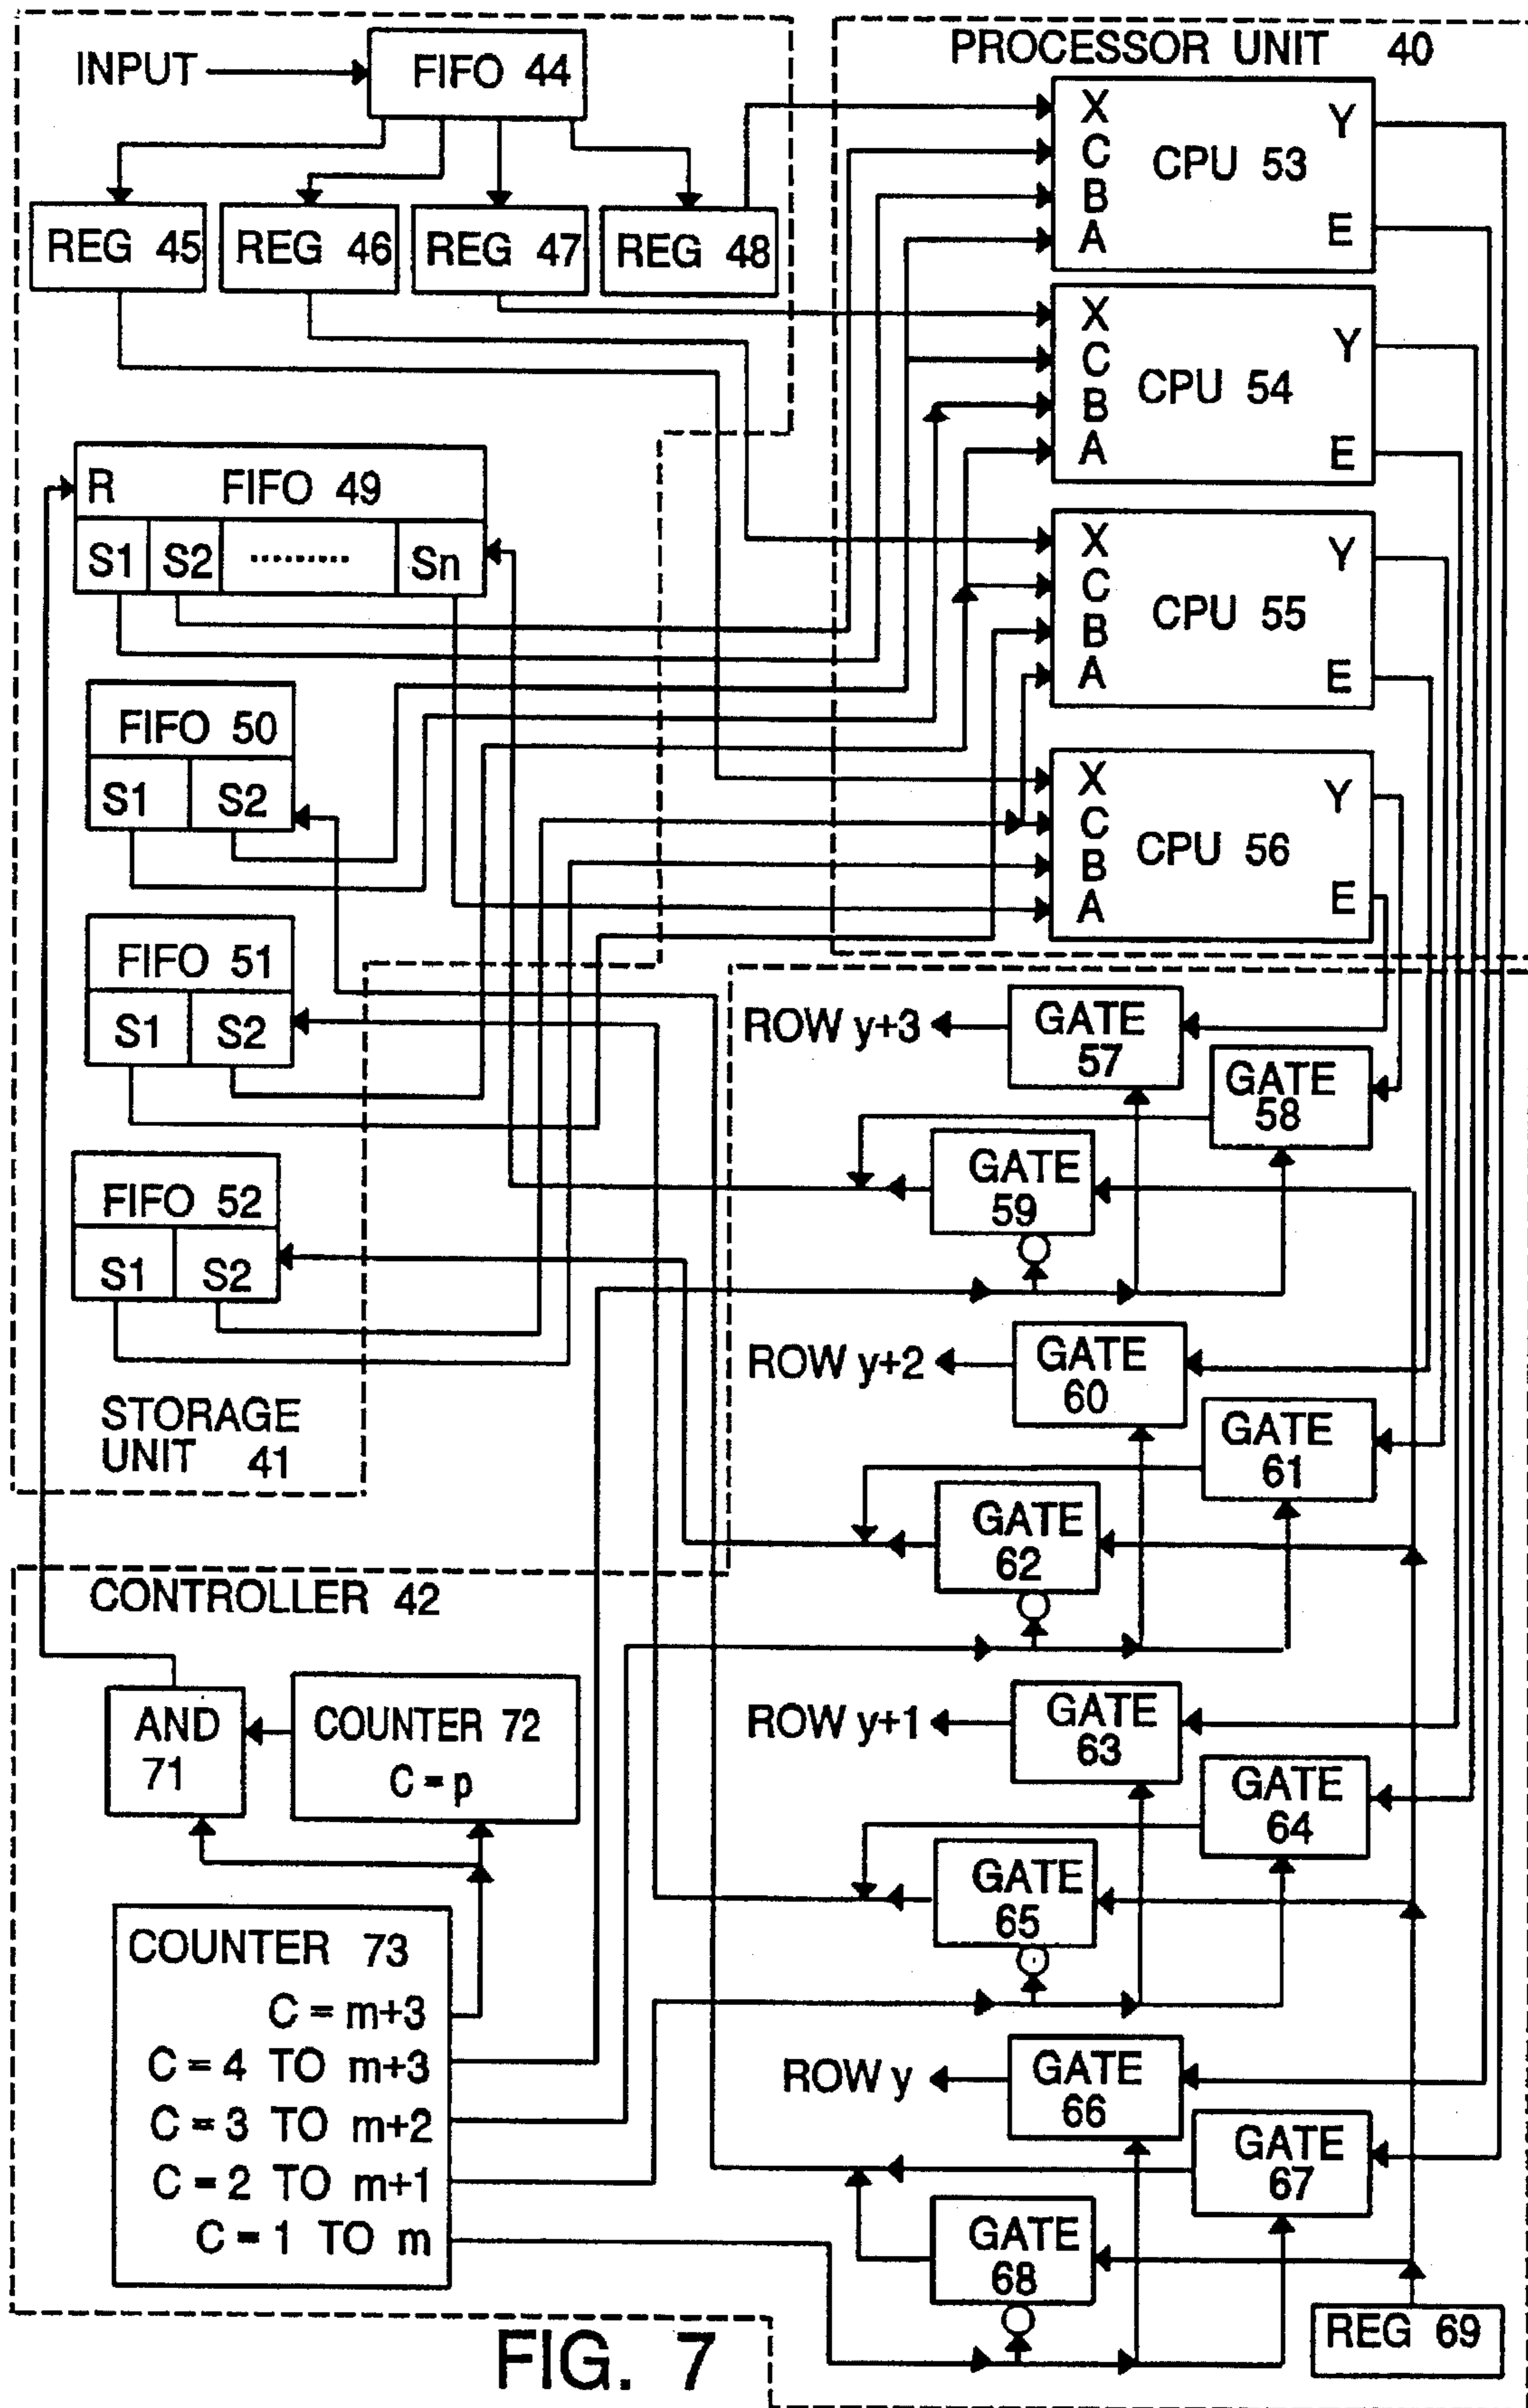 PROCESSOR UNIT 40
INPUT
FIFO 44
REG 45
REG 46
REG 47
REG 48
X
C
B
A
CPU 53
Y
E
X
C
B
A
CPU 54
Y
E
R
FIFO 49
S1
S2
.........
Sn
X
C
B
A
CPU 55
Y
E
FIFO 50
S1
S2
X
C
B
A
CPU 56
Y
E
FIFO 51
S1
S2
FIFO 52
S1
S2
STORAGE
UNIT 41
ROW y+3
GATE
57
GATE
58
GATE
59
ROW y+2
GATE
60
GATE
61
GATE
62
CONTROLLER 42
AND
71
COUNTER 72
C = p
ROW y+1
GATE
63
GATE
64
GATE
65
COUNTER 73
C = m+3
C = 4 TO m+3
C = 3 TO m+2
C = 2 TO m+1
C = 1 TO m
ROW y
GATE
66
GATE
67
GATE
68
REG 69
FIG. 7